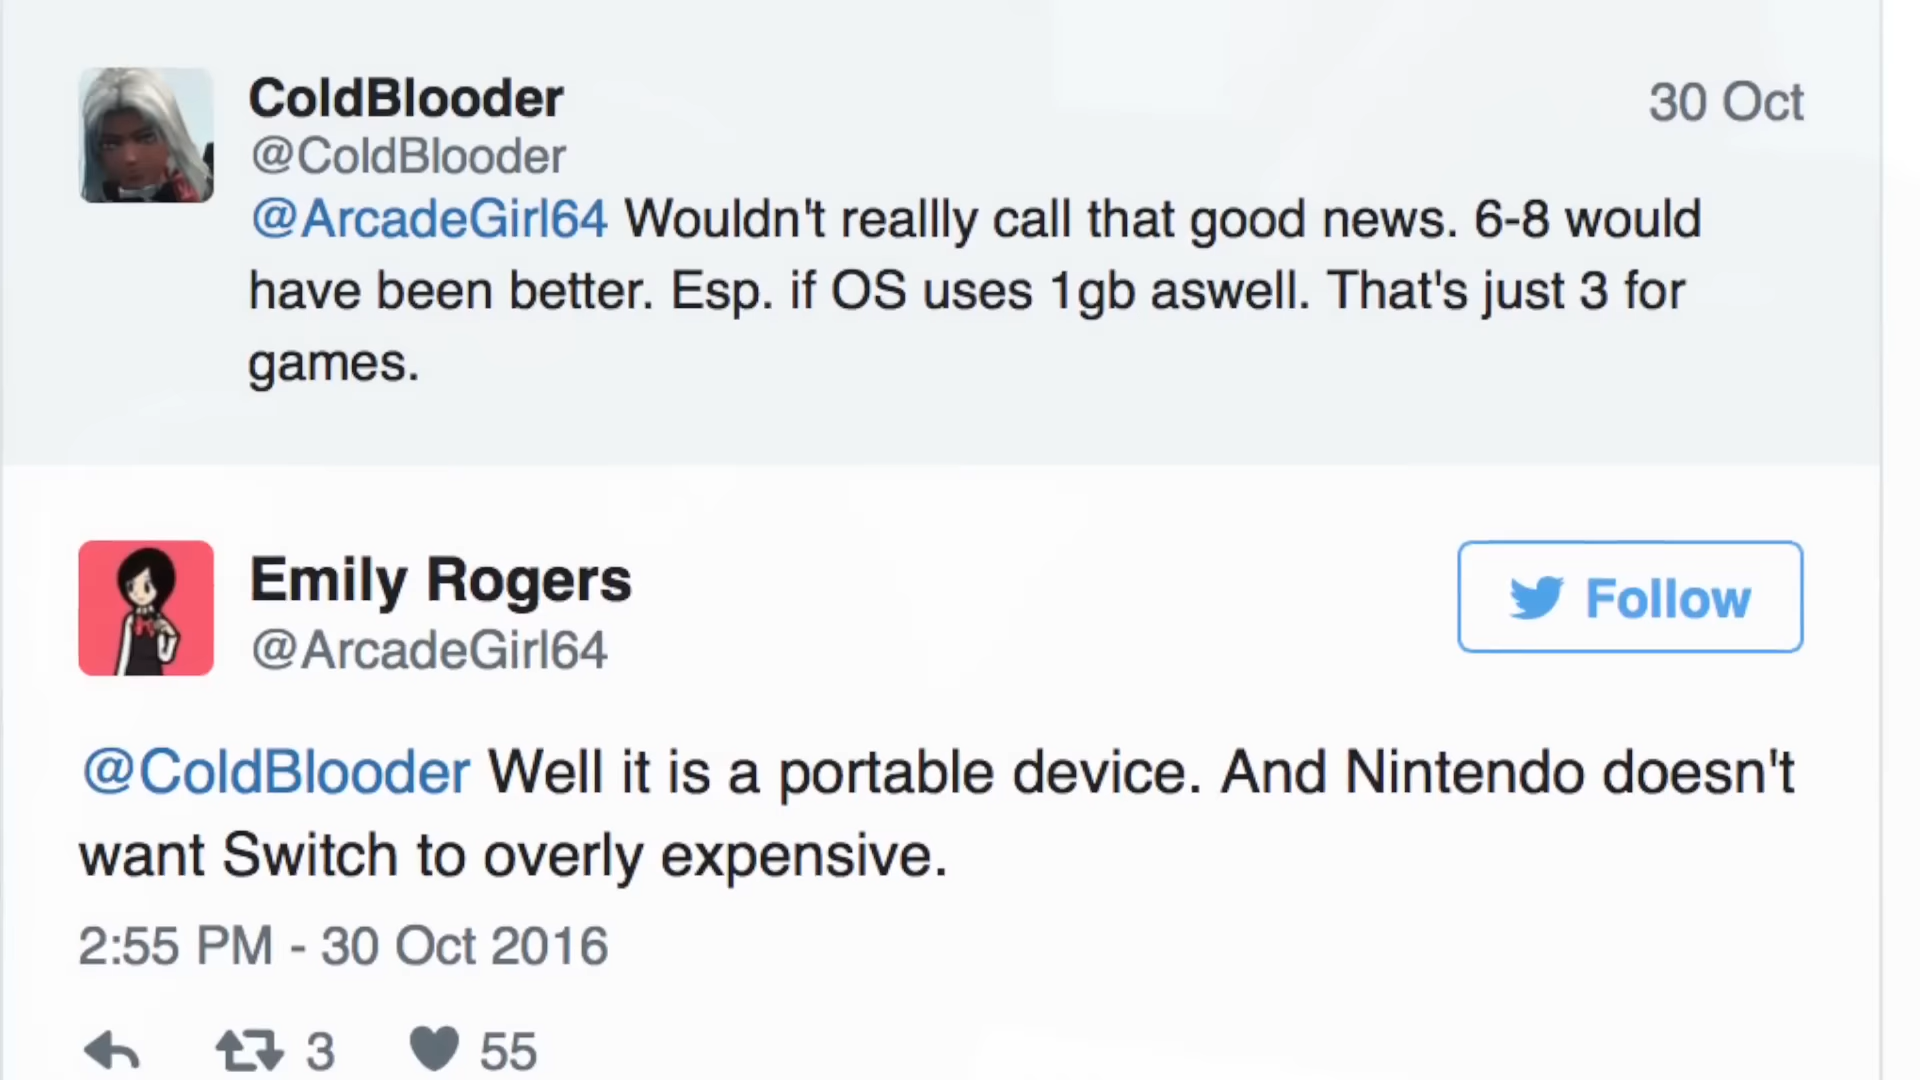 ColdBlooder
30 Oct
@ColdBlooder
@ArcadeGirl64 Wouldn't reallly call that good news. 6-8 would
have been better. Esp. if OS uses 1gb aswell. That's just 3 for
games.
Emily Rogers
Follow
@ArcadeGirl64
@ColdBlooder Well it is a portable device. And Nintendo doesn't
want Switch to overly expensive.
2:55 PM - 30 Oct 2016
3 55